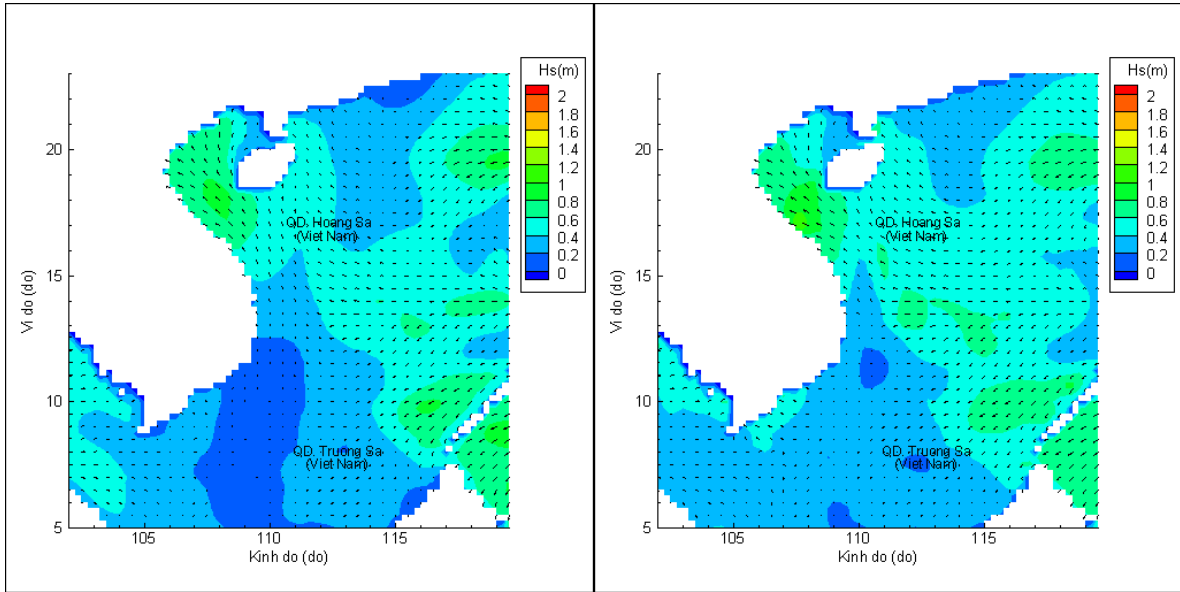 Hs(m)
2
1.8
1.6
1.4
1.2
1
0.8
0.6
0.4
0.2
0
20
15
10
5
Vi do (do)
QD. Hoang Sa
(Viet Nam)
QD. Truong Sa
(Viet Nam)
105
110
115
Kinh do (do)
Hs(m)
2
1.8
1.6
1.4
1.2
1
0.8
0.6
0.4
0.2
0
20
15
10
5
Vi do (do)
QD. Hoang Sa
(Viet Nam)
QD. Truong Sa
(Viet Nam)
105
110
115
Kinh do (do)